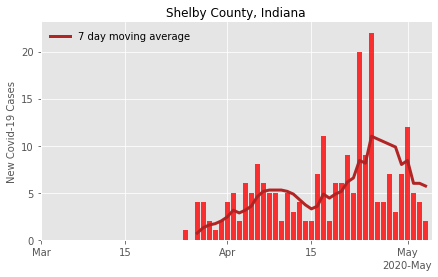 Shelby County, Indiana
7 day moving average
New Covid-19 Cases
20
15
10
5
0
Mar
15
Apr
15
May
2020-May